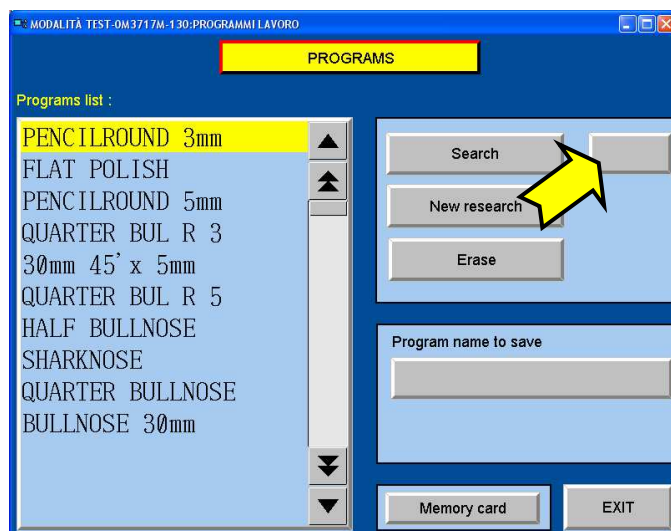 MODALITÀ TEST-0M3717M-130:PROGRAMMI LAVORO
PROGRAMS
Programs list :
PENCILROUND 3mm
FLAT POLISH
PENCILROUND 5mm
QUARTER BUL R 3
30mm 45'x 5mm
QUARTER BUL R 5
HALF BULLNOSE
SHARKNOSE
QUARTER BULLNOSE
BULLNOSE 30mm
Search
New research
Erase
Program name to save
Memory card
EXIT